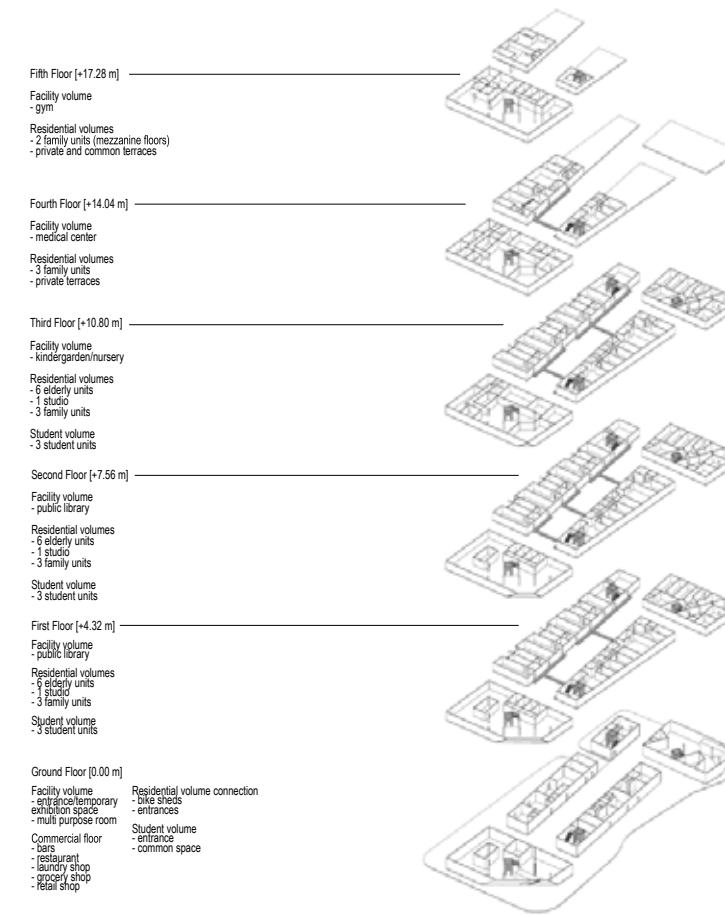 Fifth Floor [+17.28 m]
Facility volume
- gym
Residential volumes
- 2 family units (mezzanine floors)
- private and common terraces
Fourth Floor [+14.04 m]
Facility volume
- medical center
Residential volumes
- 3 family units
- private terraces
Third Floor [+10.80 m]
Facility volume
- kindergarden/nursery
Residential volumes
- 6 elderly units
- 1 studio
- 3 family units
Student volume
- 3 student units
Second Floor [+7.56 m]
Facility volume
- public library
Residential volumes
- 6 elderly units
- 1 studio
- 3 family units
Student volume
- 3 student units
First Floor [+4.32 m]
Facility volume
- public library
Residential volumes
- 6 elderly units
- 1 studio
- 3 family units
Student volume
- 3 student units
Ground Floor [0.00 m]
Facility volume
- entrance/temporary
exhibition space
- multi purpose room
Commercial floor
- bars
- restaurant
- laundry shop
- grocery shop
- retail shop
Residential volume connection
- bike sheds
- entrances
Student volume
- entrance
- common space